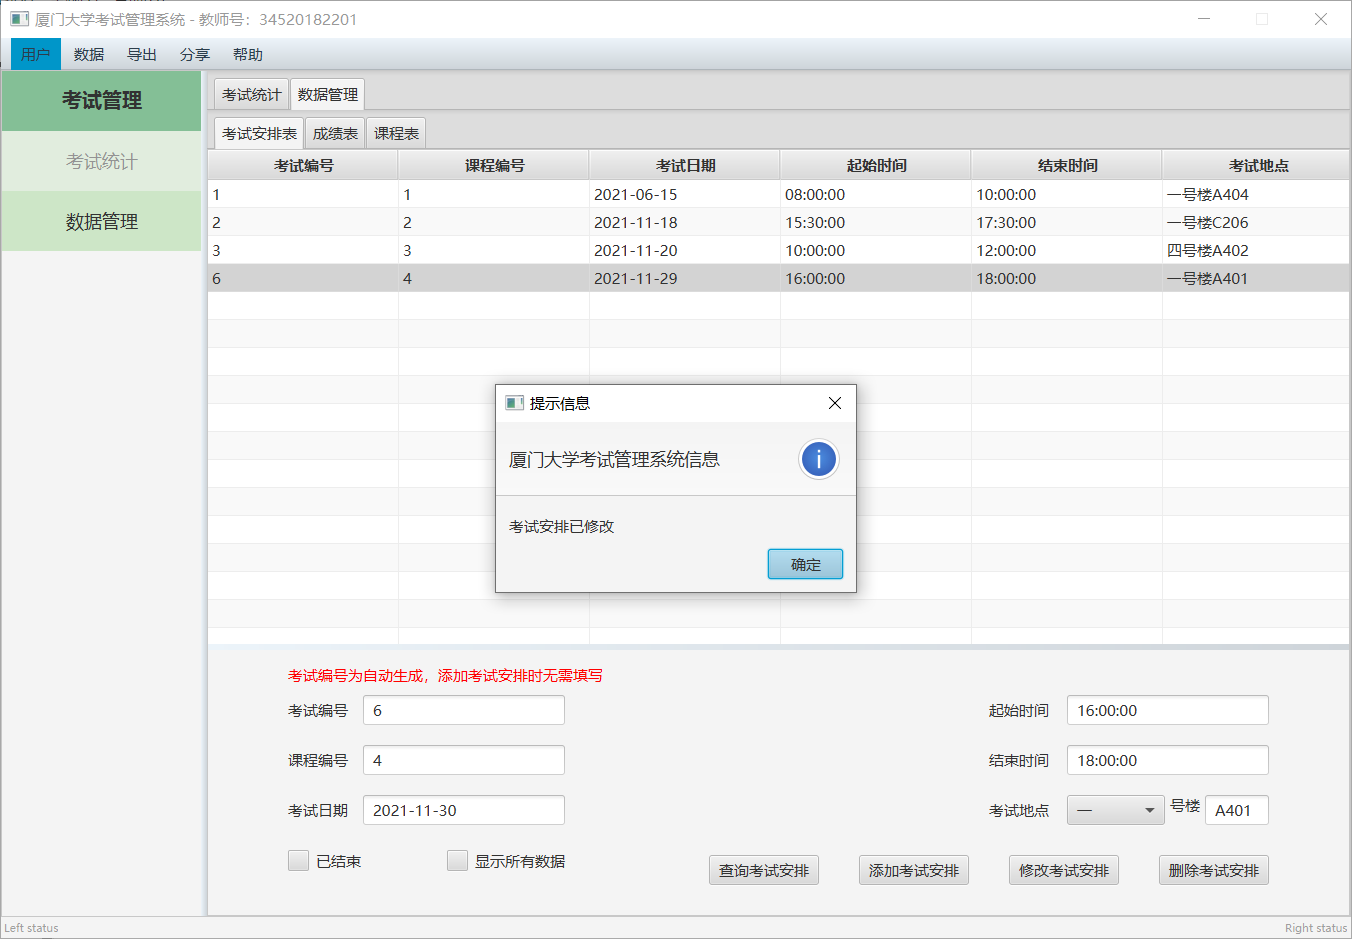 厦门大学考试管理系统 - 教师号：34520182201
用户 数据 导出 分享 帮助
考试管理
考试统计
数据管理
考试统计 数据管理
考试安排表 成绩表 课程表
考试编号 课程编号 考试日期 起始时间 结束时间 考试地点
1 1 2021-06-15 08:00:00 10:00:00 一号楼A404
2 2 2021-11-18 15:30:00 17:30:00 一号楼C206
3 3 2021-11-20 10:00:00 12:00:00 四号楼A402
6 4 2021-11-29 16:00:00 18:00:00 一号楼A401
提示信息
厦门大学考试管理系统信息
考试安排已修改
确定
考试编号为自动生成，添加考试安排时无需填写
考试编号 6 起始时间 16:00:00
课程编号 4 结束时间 18:00:00
考试日期 2021-11-30 考试地点 一 号楼 A401
已结束 显示所有数据 查询考试安排 添加考试安排 修改考试安排 删除考试安排
Left status Right status